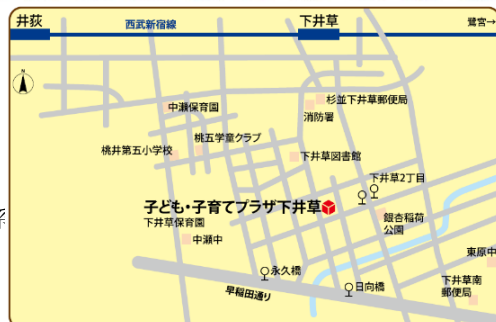 井荻
西武新宿線
下井草
鷺宮→
N
中瀬保育園
杉並下井草郵便局
消防署
桃五学童クラブ
桃井第五小学校
下井草図書館
下井草2丁目
子ども・子育てプラザ下井草
下井草保育園
銀杏稲荷
公園
中瀬中
東原中
永久橋
下井草南
郵便局
日向橋
早稲田通り